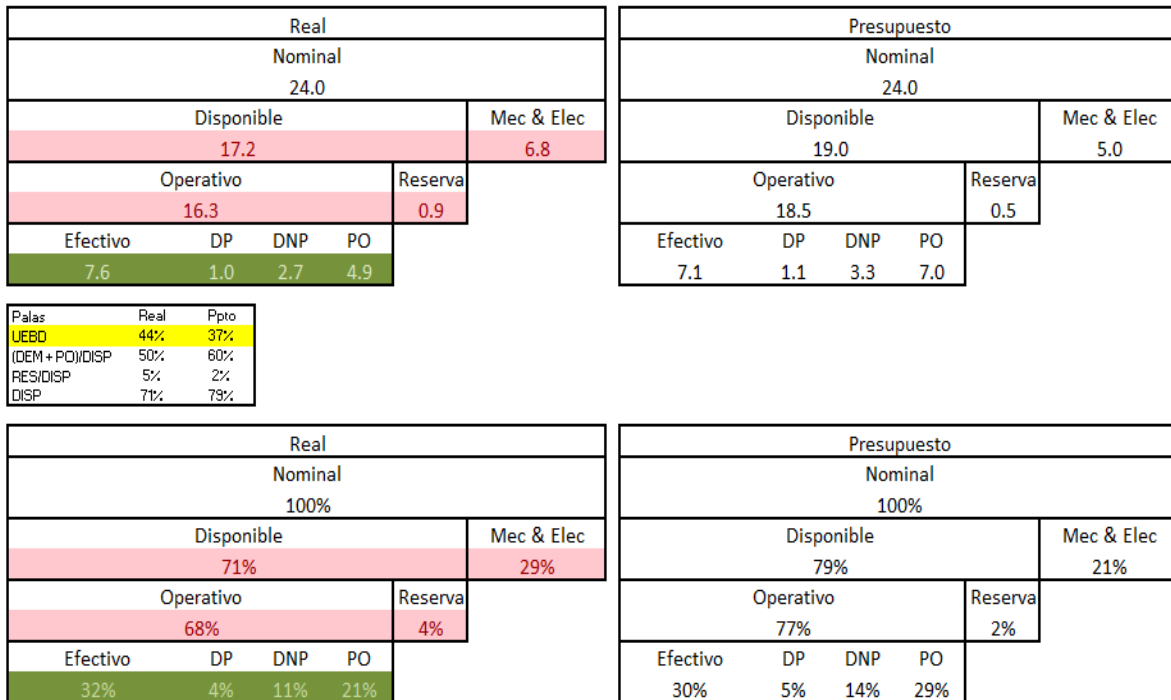 Real Presupuesto
Nominal Nominal
24.0 24.0
Disponible Mec & Elec Disponible Mec & Elec
17.2 6.8 19.0 5.0
Operativo Reserva Operativo Reserva
16.3 0.9 18.5 0.5
Efectivo DP DNP PO Efectivo DP DNP PO
7.6 1.0 2.7 4.9 7.1 1.1 3.3 7.0
Palas Real Ppto
UEBD 44% 37%
(DEM + PO)/DISP 50% 60%
RES/DISP 5% 2%
DISP 71% 79%
Real Presupuesto
Nominal Nominal
100% 100%
Disponible Mec & Elec Disponible Mec & Elec
71% 29% 79% 21%
Operativo Reserva Operativo Reserva
68% 4% 77% 2%
Efectivo DP DNP PO Efectivo DP DNP PO
32% 4% 11% 21% 30% 5% 14% 29%